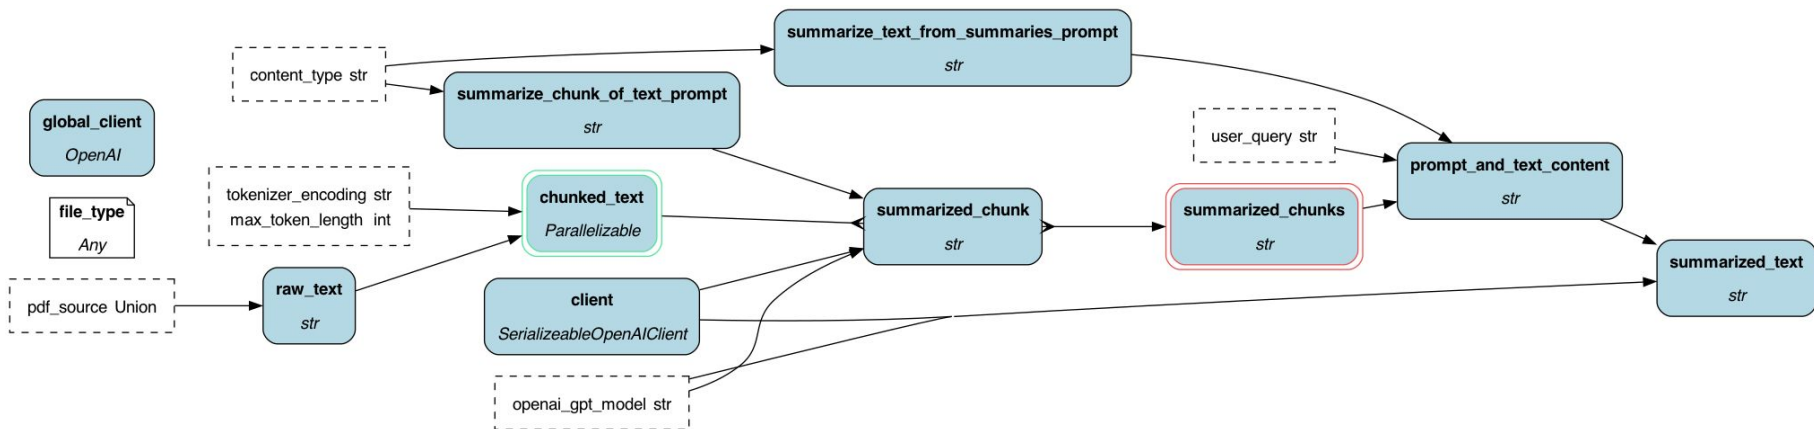 summarize_text_from_summaries_prompt
str
content_type str
summarize_chunk_of_text_prompt
str
global_client
OpenAI
user_query str
prompt_and_text_content
str
tokenizer_encoding str
max_token_length int
chunked_text
Parallelizable
summarized_chunk
str
summarized_chunks
str
file_type
Any
summarized_text
str
pdf_source Union
raw_text
str
client
SerializeableOpenAIClient
openai_gpt_model str